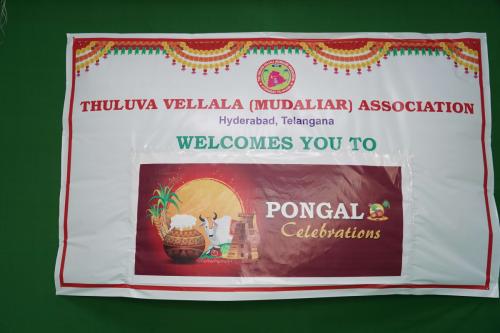 THULUVA VELLALA (MUDALIAR) ASSOCIATION
Hyderabad, Telangana
WELCOMES YOU TO
PONGAL
Celebrations